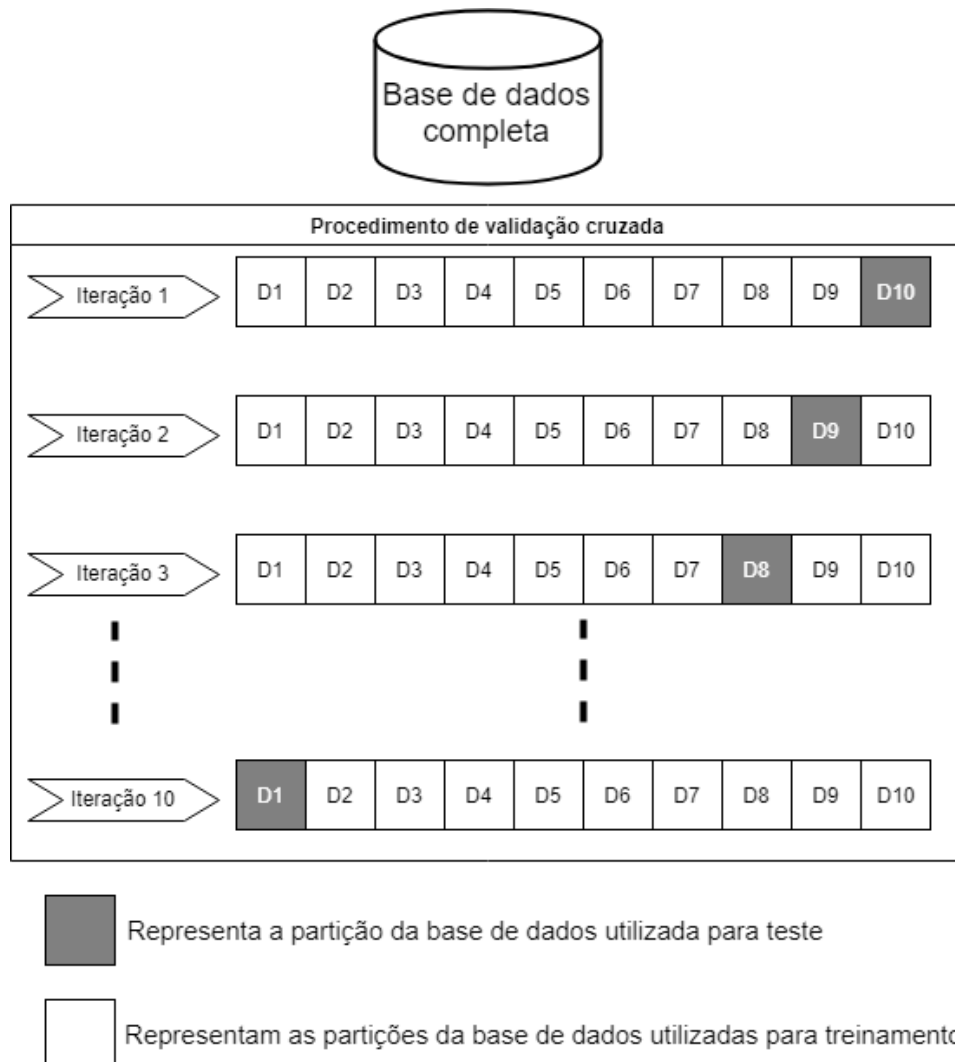 Base de dados
completa
Procedimento de validação cruzada
Iteração 1 D1 D2 D3 D4 D5 D6 D7 D8 D9 D10
Iteração 2 D1 D2 D3 D4 D5 D6 D7 D8 D9 D10
Iteração 3 D1 D2 D3 D4 D5 D6 D7 D8 D9 D10
Iteração 10 D1 D2 D3 D4 D5 D6 D7 D8 D9 D10
Representa a partição da base de dados utilizada para teste
Representam as partições da base de dados utilizadas para treinamento